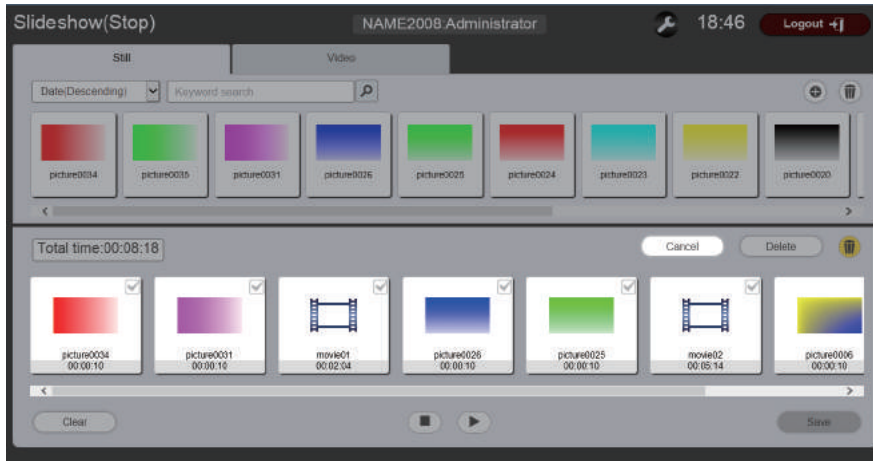 Slideshow(Stop)
NAME2008:Administrator
18:46
Logout
Still
Video
Date(Descending)
Keyword search
picture0034
picture0035
picture0031
picture0026
picture0025
picture0024
picture0023
picture0022
picture0020
Total time:00:08:18
Cancel
Delete
picture0034
00:00:10
picture0031
00:00:10
movie01
00:02:04
picture0026
00:00:10
picture0025
00:00:10
movie02
00:05:14
picture0006
00:00:10
Clear
Save